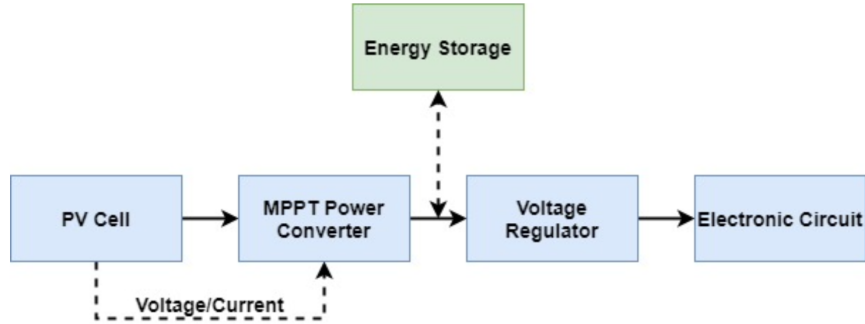 Energy Storage
PV Cell
MPPT Power
Converter
Voltage
Regulator
Electronic Circuit
Voltage/Current